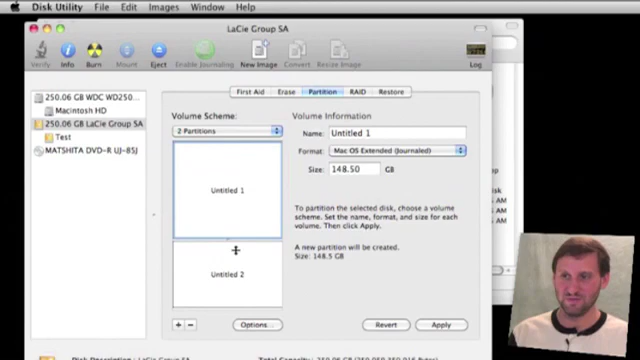 Disk Utility File Edit Images Window Help
LaCie Group SA
Verify Info Burn Mount Eject Enable Journaling New Image Convert Resize Image Log
First Aid Erase Partition RAID Restore
250.06 GB WDC WD250...
Macintosh HD
250.06 GB LaCie Group SA
Test
MATSHITA DVD-R UJ-85J
Volume Scheme:
2 Partitions
Untitled 1
Untitled 2
Options...
Volume Information
Name: Untitled 1
Format: Mac OS Extended (Journaled)
Size: 148.50 GB
To partition the selected disk, choose a volume
scheme. Set the name, format, and size for each
volume. Then click Apply.
A new partition will be created.
Size: 148.5 GB
Revert Apply
AM
AM
AM